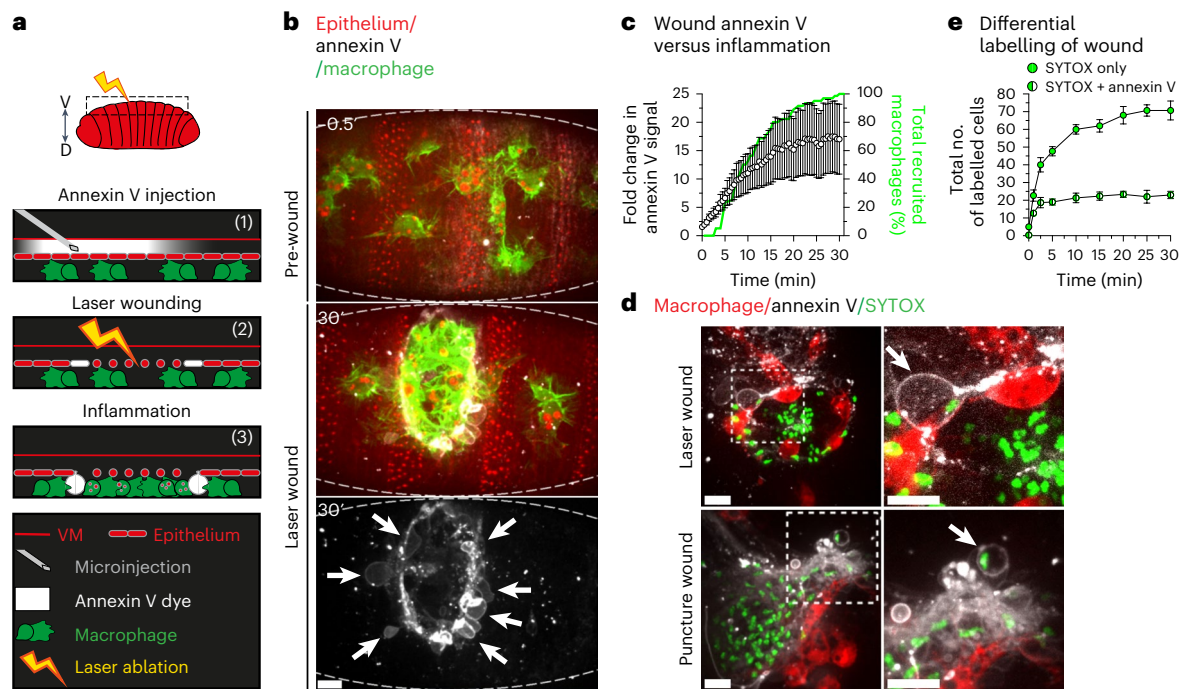 a
V
D
Annexin V injection
(1)
Laser wounding
(2)
Inflammation
(3)
VM
Epithelium
Microinjection
Annexin V dye
Macrophage
Laser ablation
b
Epithelium/
annexin V
/macrophage
Pre-wound
-0.5′
Laser wound
30′
30′
c
Wound annexin V
versus inflammation
Fold change in
annexin V signal
25
20
15
10
5
0
100
80
60
40
20
0
Total recruited
macrophages (%)
0 5 10 15 20 25 30
Time (min)
d
Macrophage/annexin V/SYTOX
Laser wound
Puncture wound
e
Differential
labelling of wound
SYTOX only
SYTOX + annexin V
Total no.
of labelled cells
80
70
60
50
40
30
20
10
0
0 5 10 15 20 25 30
Time (min)